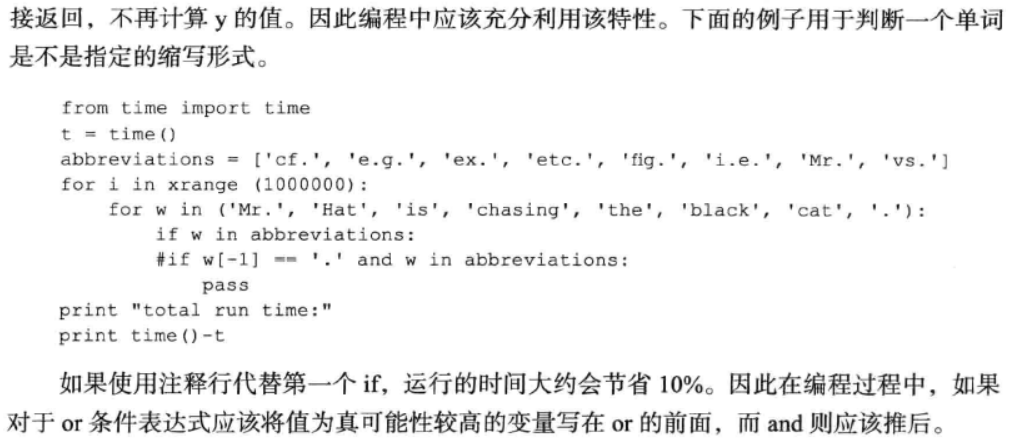 接返回，不再计算 y 的值。因此编程中应该充分利用该特性。下面的例子用于判断一个单词
是不是指定的缩写形式。
from time import time
t = time()
abbreviations = ['cf.', 'e.g.', 'ex.', 'etc.', 'fig.', 'i.e.', 'Mr.', 'vs.']
for i in xrange (1000000):
    for w in ('Mr.', 'Hat', 'is', 'chasing', 'the', 'black', 'cat', '.'):
        if w in abbreviations:
        #if w[-1] == '.' and w in abbreviations:
            pass
print "total run time:"
print time()-t
如果使用注释行代替第一个 if，运行的时间大约会节省 10%。因此在编程过程中，如果
对于 or 条件表达式应该将值为真可能性较高的变量写在 or 的前面，而 and 则应该推后。